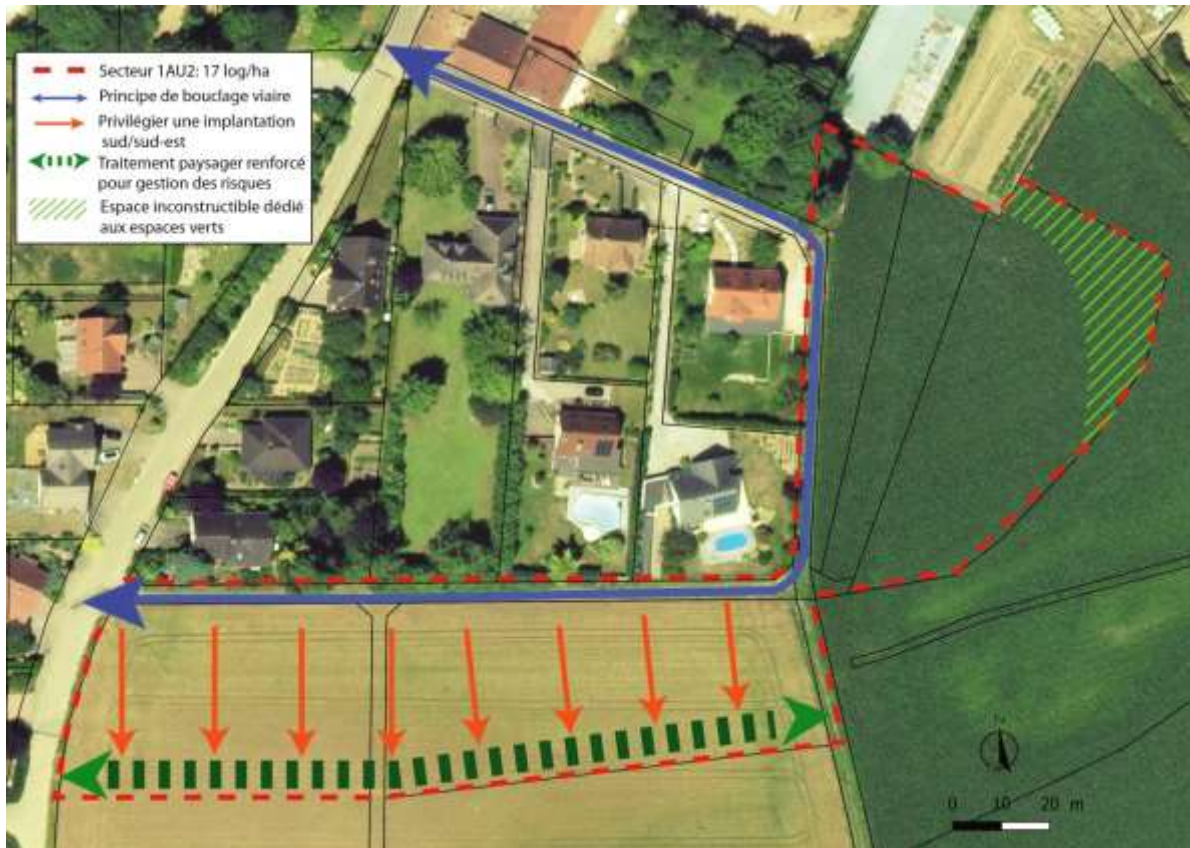 Secteur 1AU2: 17 log/ha
Principe de bouclage viaire
Privilégier une implantation
sud/sud-est
Traitement paysager renforcé
pour gestion des risques
Espace inconstructible dédié
aux espaces verts
0 10 20 m